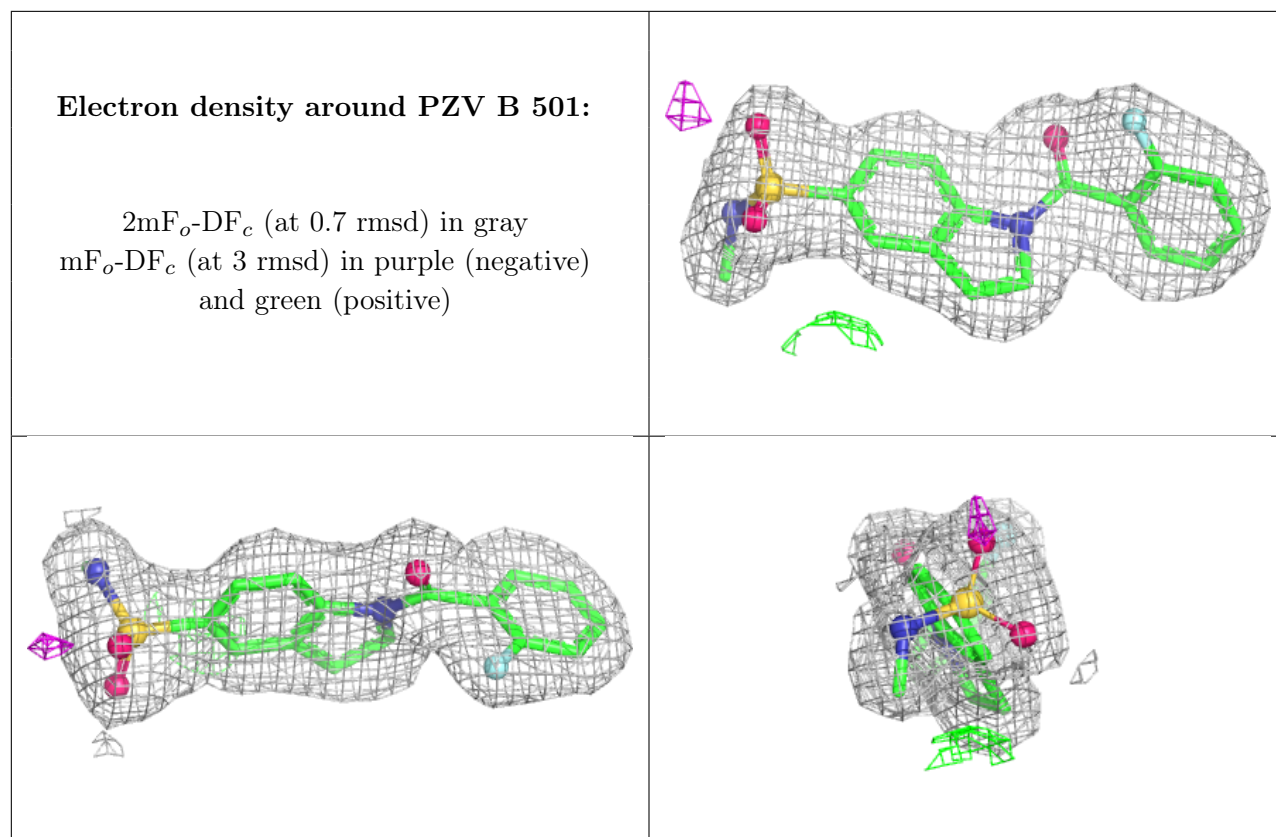 Electron density around PZV B 501:
2mFo-DFc (at 0.7 rmsd) in gray
mFo-DFc (at 3 rmsd) in purple (negative)
and green (positive)